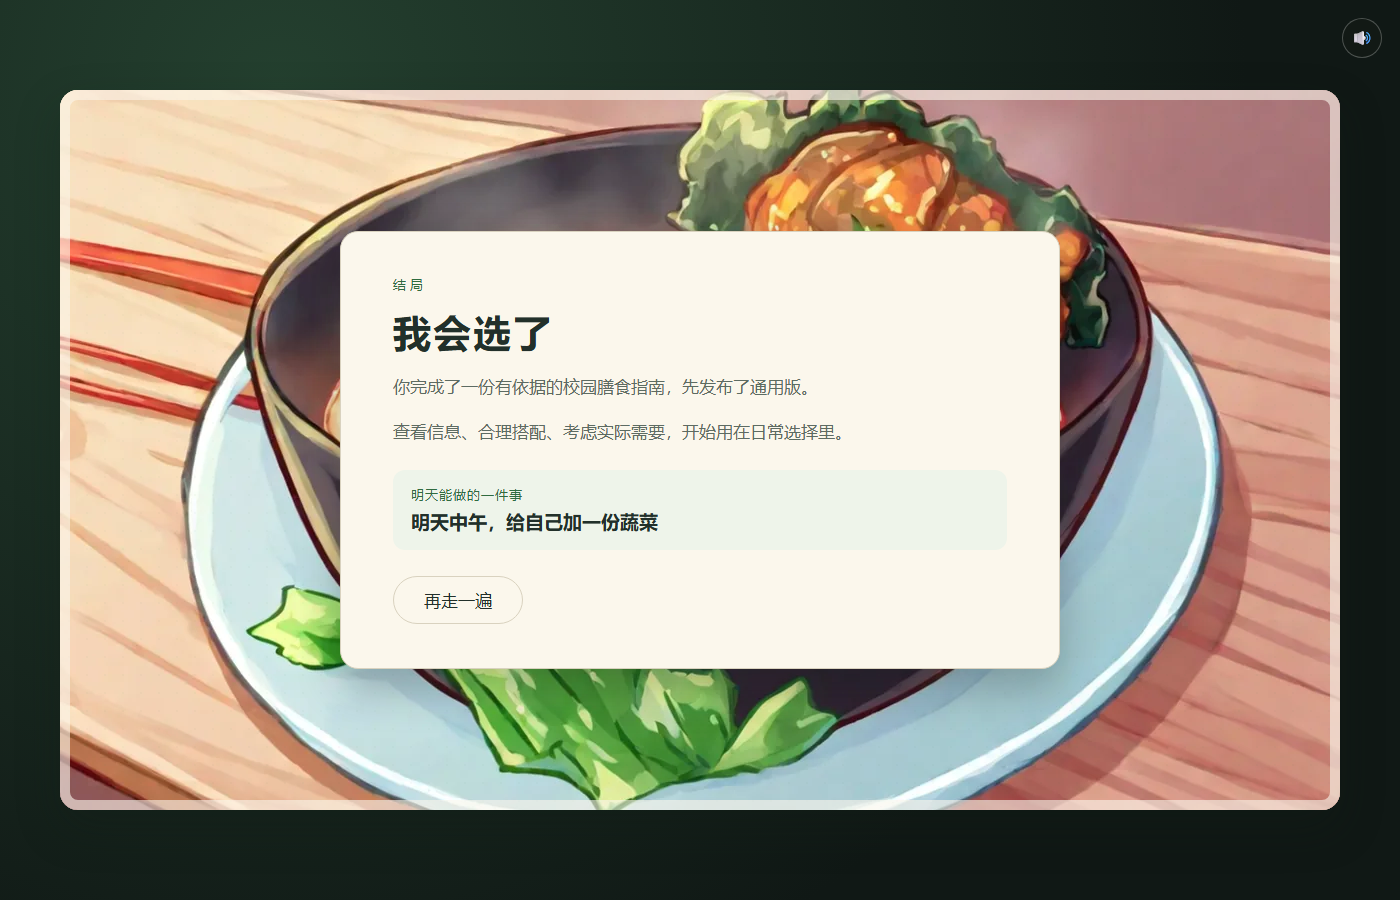 结局
我会选了
你完成了一份有依据的校园膳食指南，先发布了通用版。
查看信息、合理搭配、考虑实际需要，开始用在日常选择里。
明天能做的一件事
明天中午，给自己加一份蔬菜
再走一遍